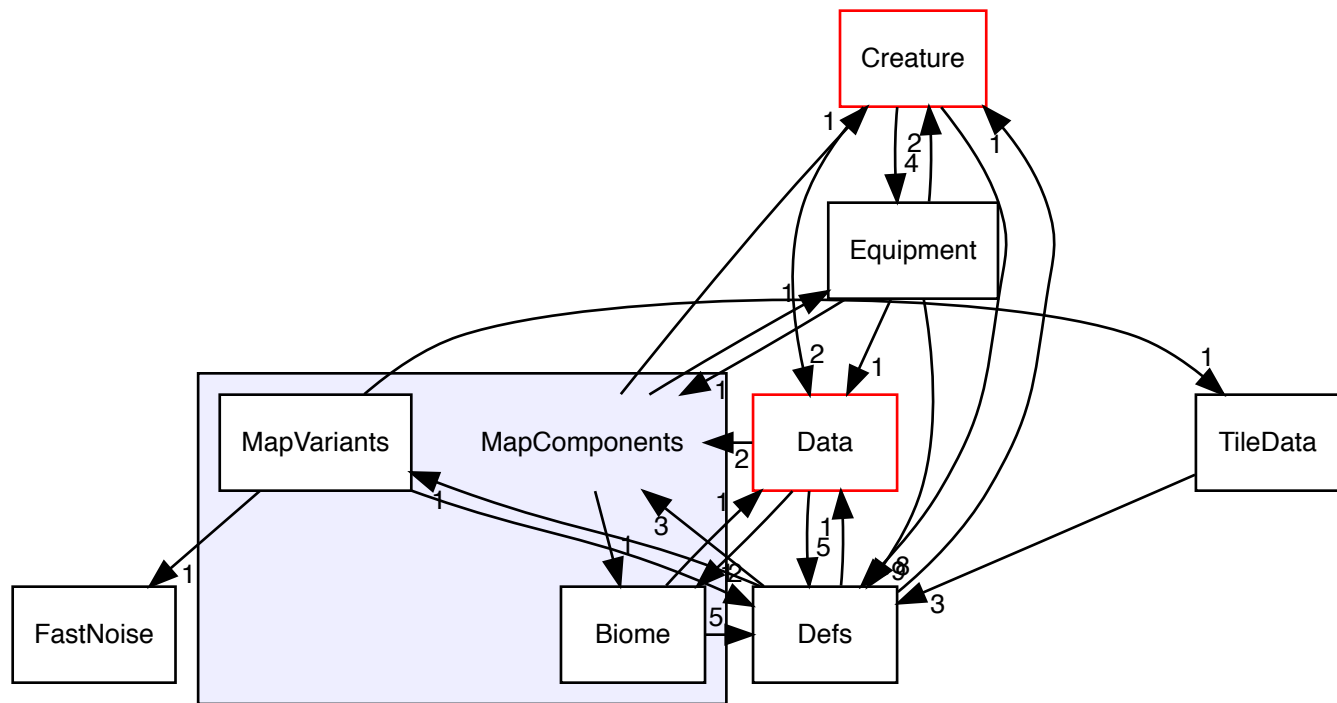 Creature
1
2
1
4
Equipment
1
2
1
1
1
MapVariants
MapComponents
Data
TileData
2
1
1
1
3
5
1
1
2
9
8
3
FastNoise
Biome
5
Defs